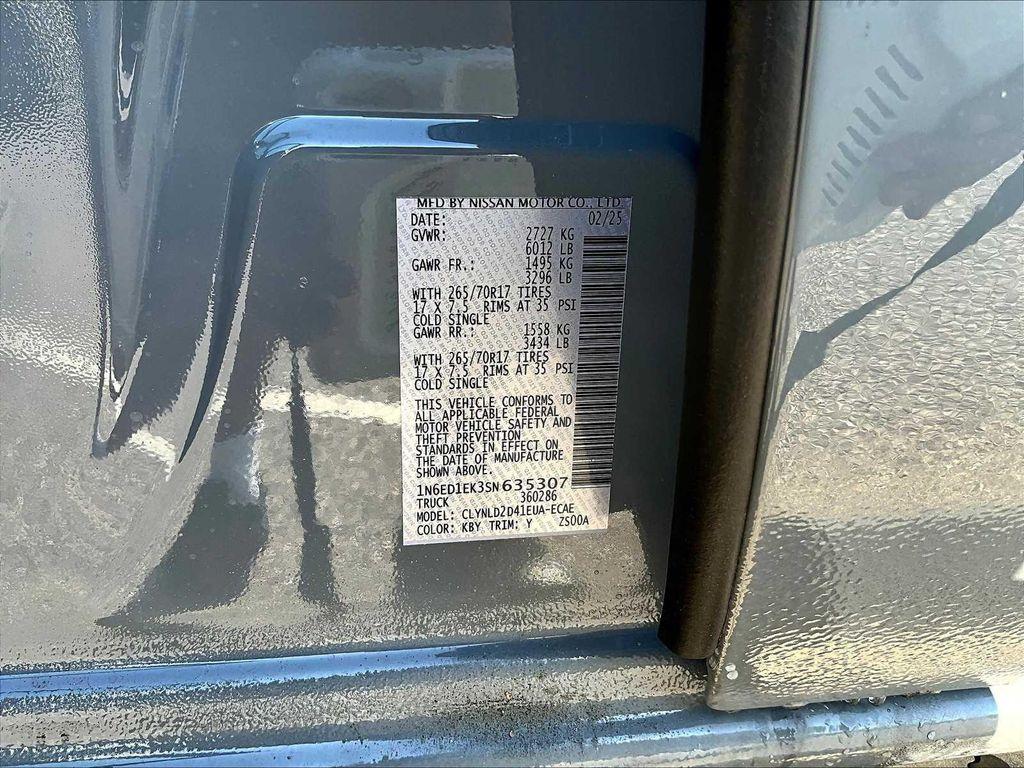 MFD BY NISSAN MOTOR CO., LTD.
DATE: 02/25
GVWR: 2727 KG
6012 LB
GAWR FR.: 1495 KG
3296 LB
WITH 265/70R17 TIRES
17 X 7.5 RIMS AT 35 PSI
COLD SINGLE
GAWR RR.: 1558 KG
3434 LB
WITH 265/70R17 TIRES
17 X 7.5 RIMS AT 35 PSI
COLD SINGLE
THIS VEHICLE CONFORMS TO
ALL APPLICABLE FEDERAL
MOTOR VEHICLE SAFETY AND
THEFT PREVENTION
STANDARDS IN EFFECT ON
THE DATE OF MANUFACTURE
SHOWN ABOVE.
1N6ED1EK3SN635307
TRUCK 360286
MODEL: CLYNLD2D41EUA-ECAE
COLOR: KBY TRIM: Y ZS00A